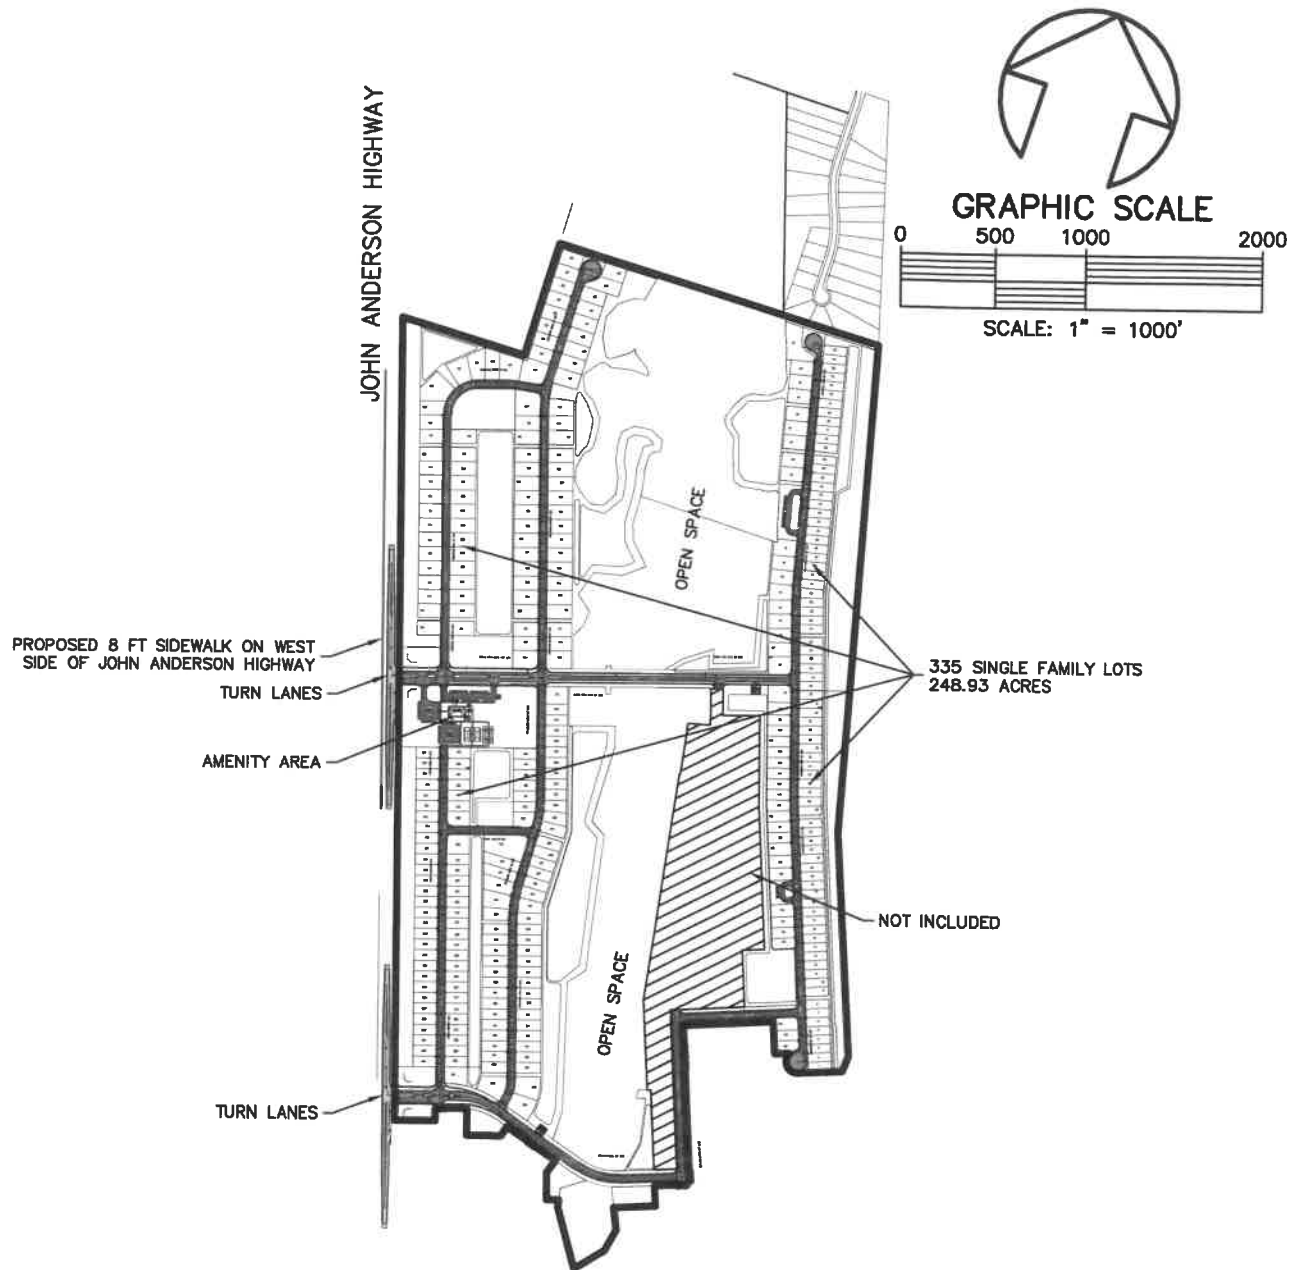 JOHN ANDERSON HIGHWAY
GRAPHIC SCALE
0 500 1000 2000
SCALE: 1" = 1000'
OPEN SPACE
PROPOSED 8 FT SIDEWALK ON WEST
SIDE OF JOHN ANDERSON HIGHWAY
TURN LANES
335 SINGLE FAMILY LOTS
248.93 ACRES
AMENITY AREA
NOT INCLUDED
OPEN SPACE
TURN LANES